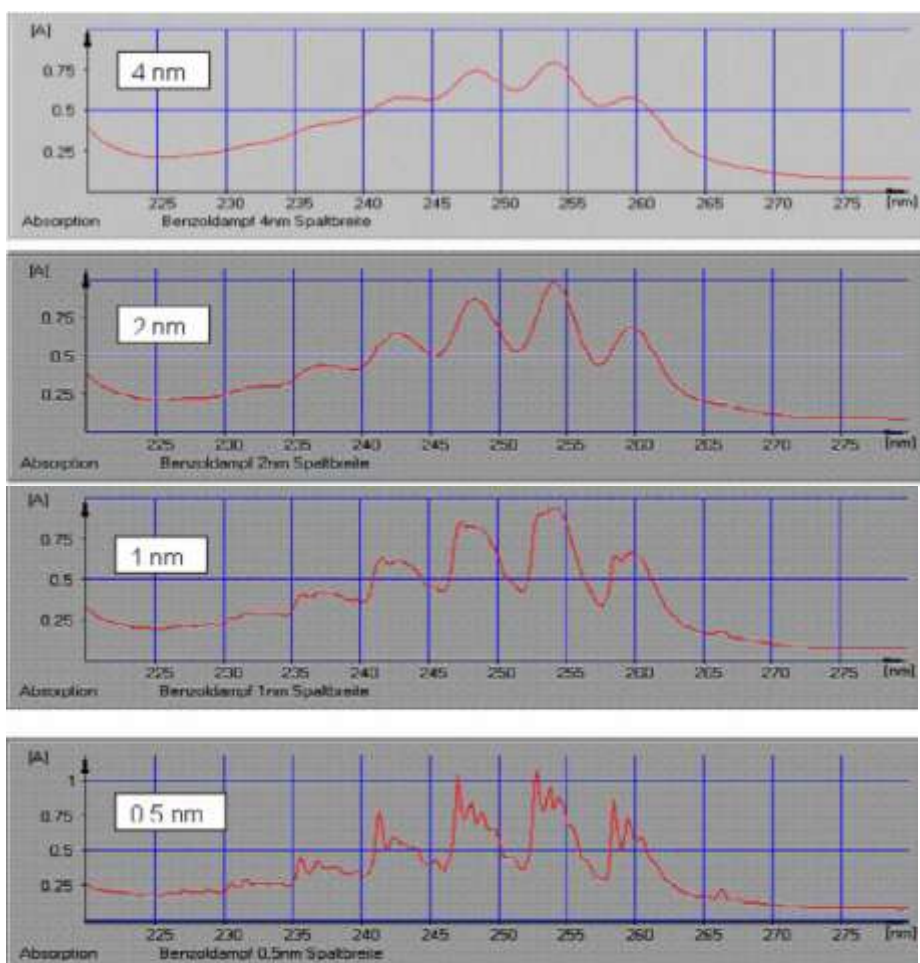 [A]
4 nm
0.75
0.5
0.25
225 230 235 240 245 250 255 260 265 270 275 [nm]
Absorption Benzoldampf 4nm Spaltbreite
[A]
2 nm
0.75
0.5
0.25
225 230 235 240 245 250 255 260 265 270 275 [nm]
Absorption Benzoldampf 2nm Spaltbreite
[A]
0.75
1 nm
0.5
0.25
225 230 235 240 245 250 255 260 265 270 275 [nm]
Absorption Benzoldampf 1nm Spaltbreite
[A]
1
0.75
0.5 nm
0.5
0.25
225 230 235 240 245 250 255 260 265 270 275 [nm]
Absorption Benzoldampf 0,5nm Spaltbreite